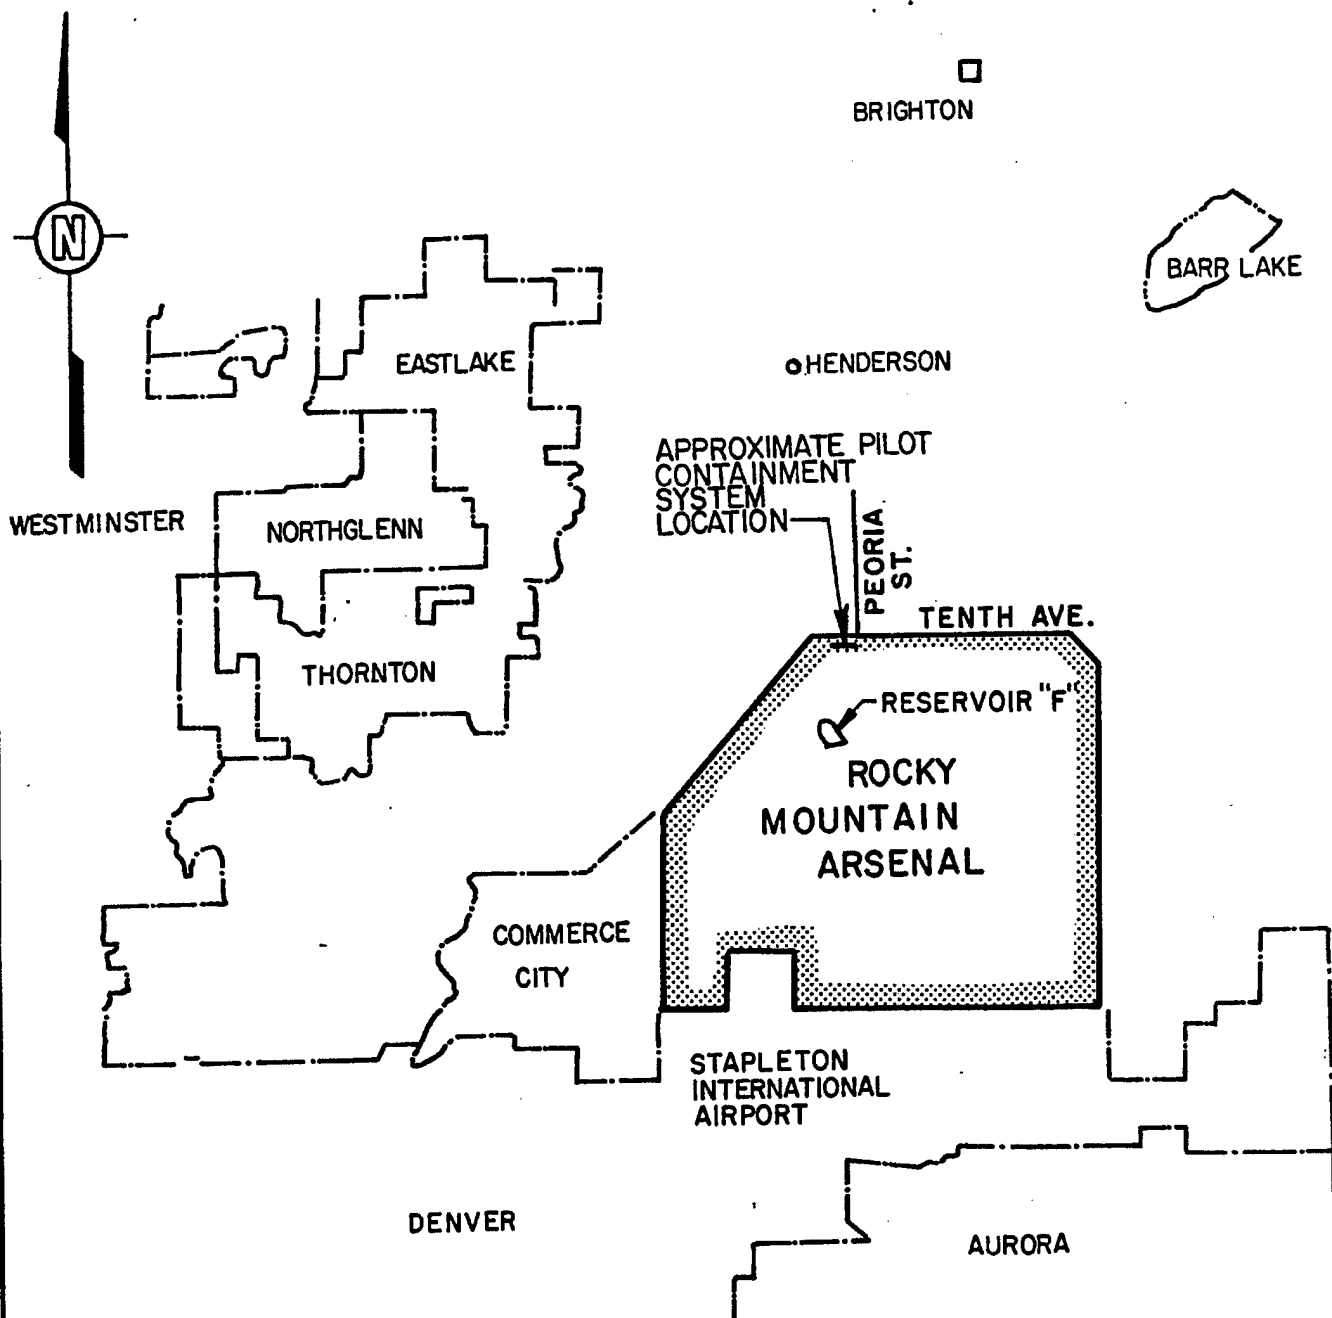 BRIGHTON
N
BARR LAKE
EASTLAKE
HENDERSON
APPROXIMATE PILOT
CONTAINMENT
SYSTEM
LOCATION
PEORIA
ST.
WESTMINSTER
NORTHGLENN
TENTH AVE.
THORNTON
RESERVOIR "F"
ROCKY
MOUNTAIN
ARSENAL
COMMERCE
CITY
STAPLETON
INTERNATIONAL
AIRPORT
DENVER
AURORA